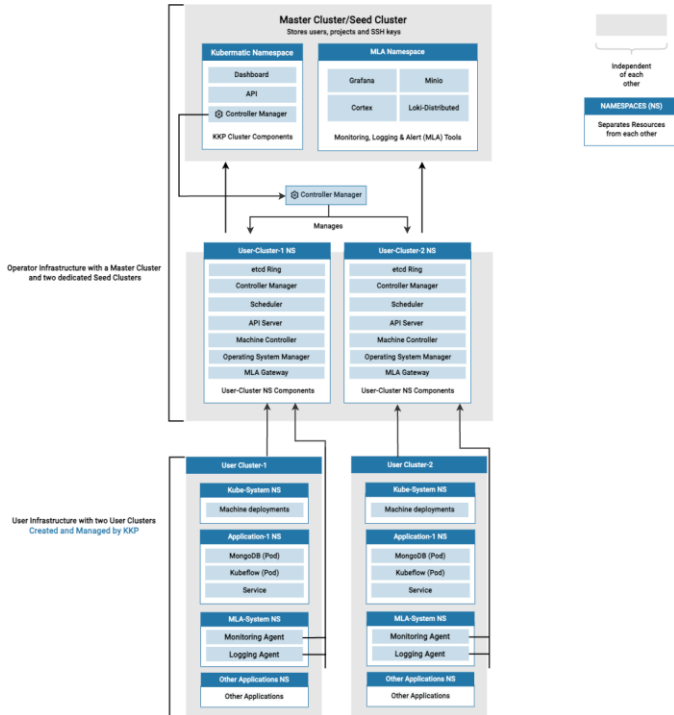 Master Cluster/Seed Cluster
Stores users, projects and SSH keys
Kubermatic Namespace
Dashboard
API
Controller Manager
KKP Cluster Components
MLA Namespace
Grafana
Minio
Cortex
Loki-Distributed
Monitoring, Logging & Alert (MLA) Tools
Independent
of each
other
NAMESPACES (NS)
Separates Resources
from each other
Controller Manager
Manages
Operator Infrastructure with a Master Cluster
and two dedicated Seed Clusters
User-Cluster-1 NS
etcd Ring
Controller Manager
Scheduler
API Server
Machine Controller
Operating System Manager
MLA Gateway
User-Cluster NS Components
User-Cluster-2 NS
etcd Ring
Controller Manager
Scheduler
API Server
Machine Controller
Operating System Manager
MLA Gateway
User-Cluster NS Components
User Infrastructure with two User Clusters
Created and Managed by KKP
User Cluster-1
Kube-System NS
Machine deployments
Application-1 NS
MongoDB (Pod)
Kubeflow (Pod)
Service
MLA-System NS
Monitoring Agent
Logging Agent
Other Applications NS
Other Applications
User Cluster-2
Kube-System NS
Machine deployments
Application-1 NS
MongoDB (Pod)
Kubeflow (Pod)
Service
MLA-System NS
Monitoring Agent
Logging Agent
Other Applications NS
Other Applications